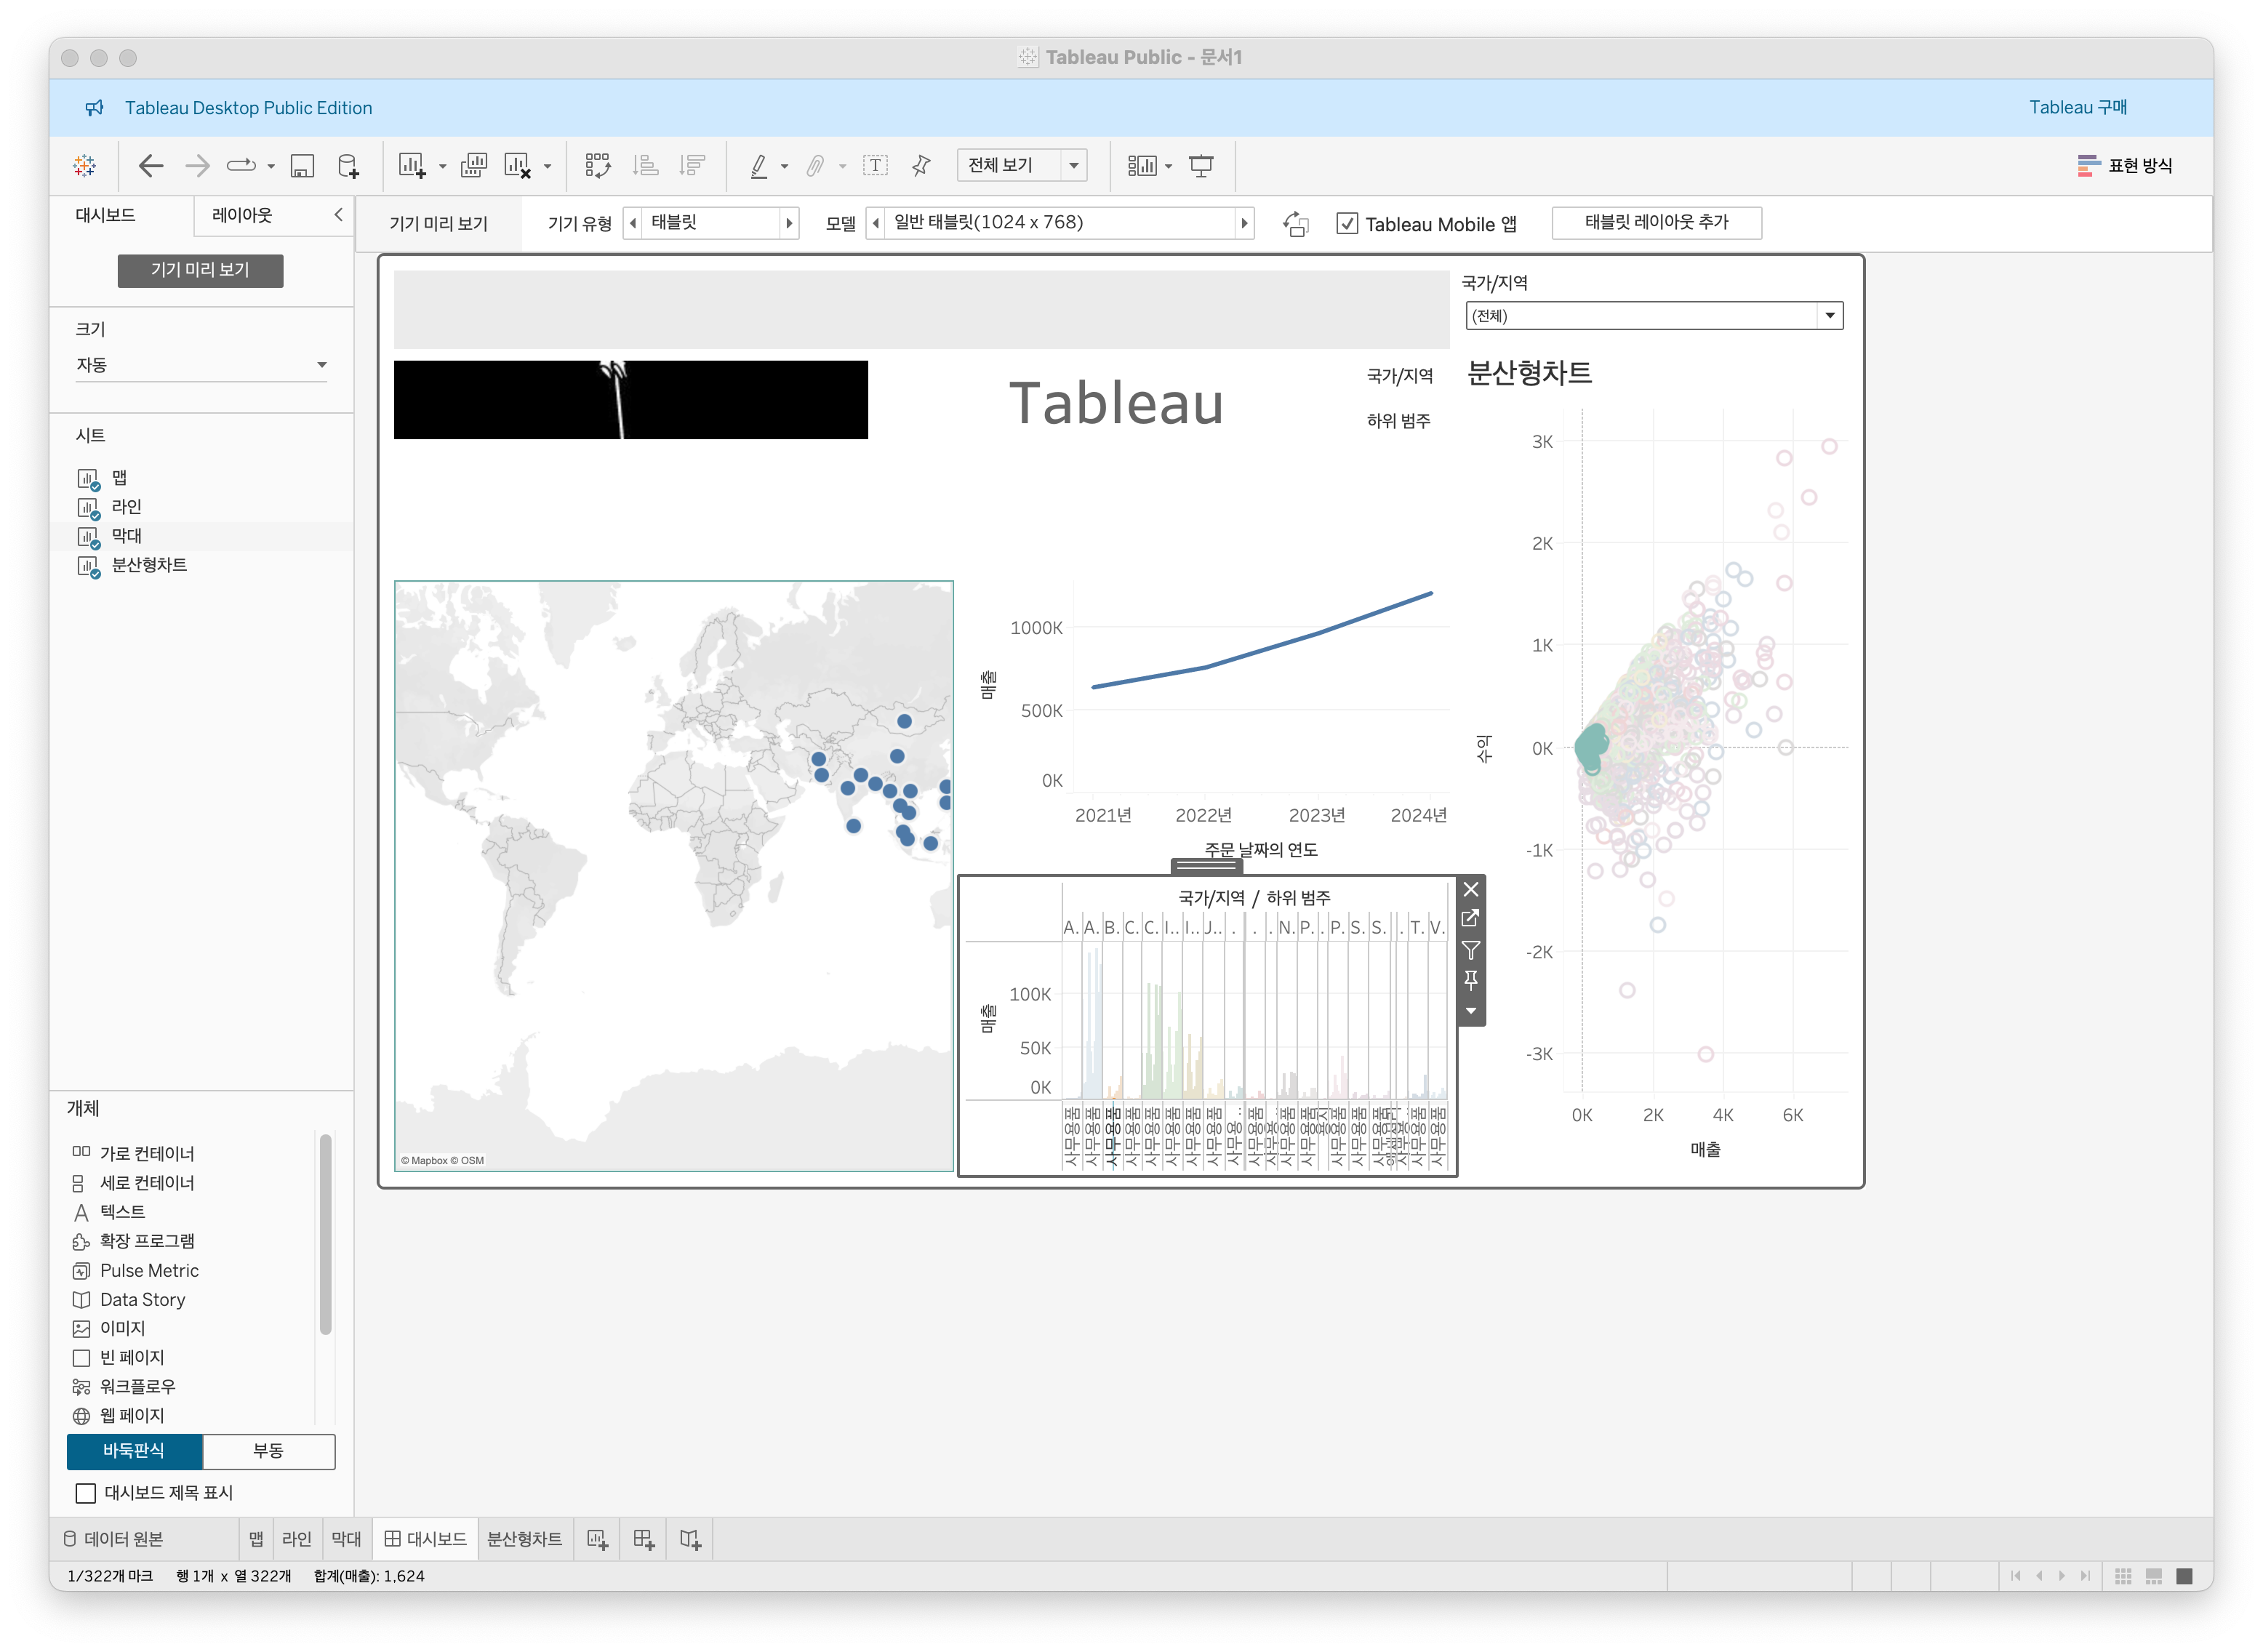 Tableau Public - 문서1
Tableau Desktop Public Edition
Tableau 구매
전체 보기
표현 방식
대시보드
레이아웃
기기 미리 보기
기기 유형
태블릿
모델
일반 태블릿(1024 x 768)
Tableau Mobile 앱
태블릿 레이아웃 추가
기기 미리 보기
크기
자동
시트
맵
라인
막대
분산형차트
개체
가로 컨테이너
세로 컨테이너
텍스트
확장 프로그램
Pulse Metric
Data Story
이미지
빈 페이지
워크플로우
웹 페이지
바둑판식
부동
대시보드 제목 표시
Tableau
국가/지역
하위 범주
국가/지역
(전체)
분산형차트
3K
2K
1K
0K
-1K
-2K
-3K
수익
0K
2K
4K
6K
매출
© Mapbox © OSM
1000K
500K
0K
매출
2021년
2022년
2023년
2024년
주문 날짜의 연도
국가/지역 / 하위 범주
A. A. B. C. C. I.. I.. J.. . . . N. P. . P. S. S. . T. V.
100K
50K
0K
매출
사무용품
데이터 원본
맵
라인
막대
대시보드
분산형차트
1/322개 마크
행 1개 x 열 322개
합계(매출): 1,624